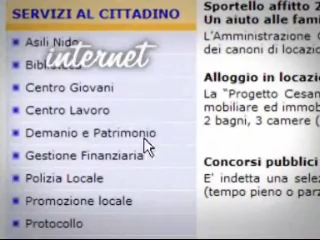 SERVIZI AL CITTADINO
Asili Nido
internet
Centro Giovani
Centro Lavoro
Demanio e Patrimonio
Gestione Finanziaria
Polizia Locale
Promozione locale
Protocollo
Sportello affitto 2
Un aiuto alle fami
L'Amministrazione C
dei canoni di locazio
Alloggio in locazio
La "Progetto Cesan
mobiliare ed immob
2 bagni, 3 camere (
Concorsi pubblici
E' indetta una sele
(tempo pieno o parz